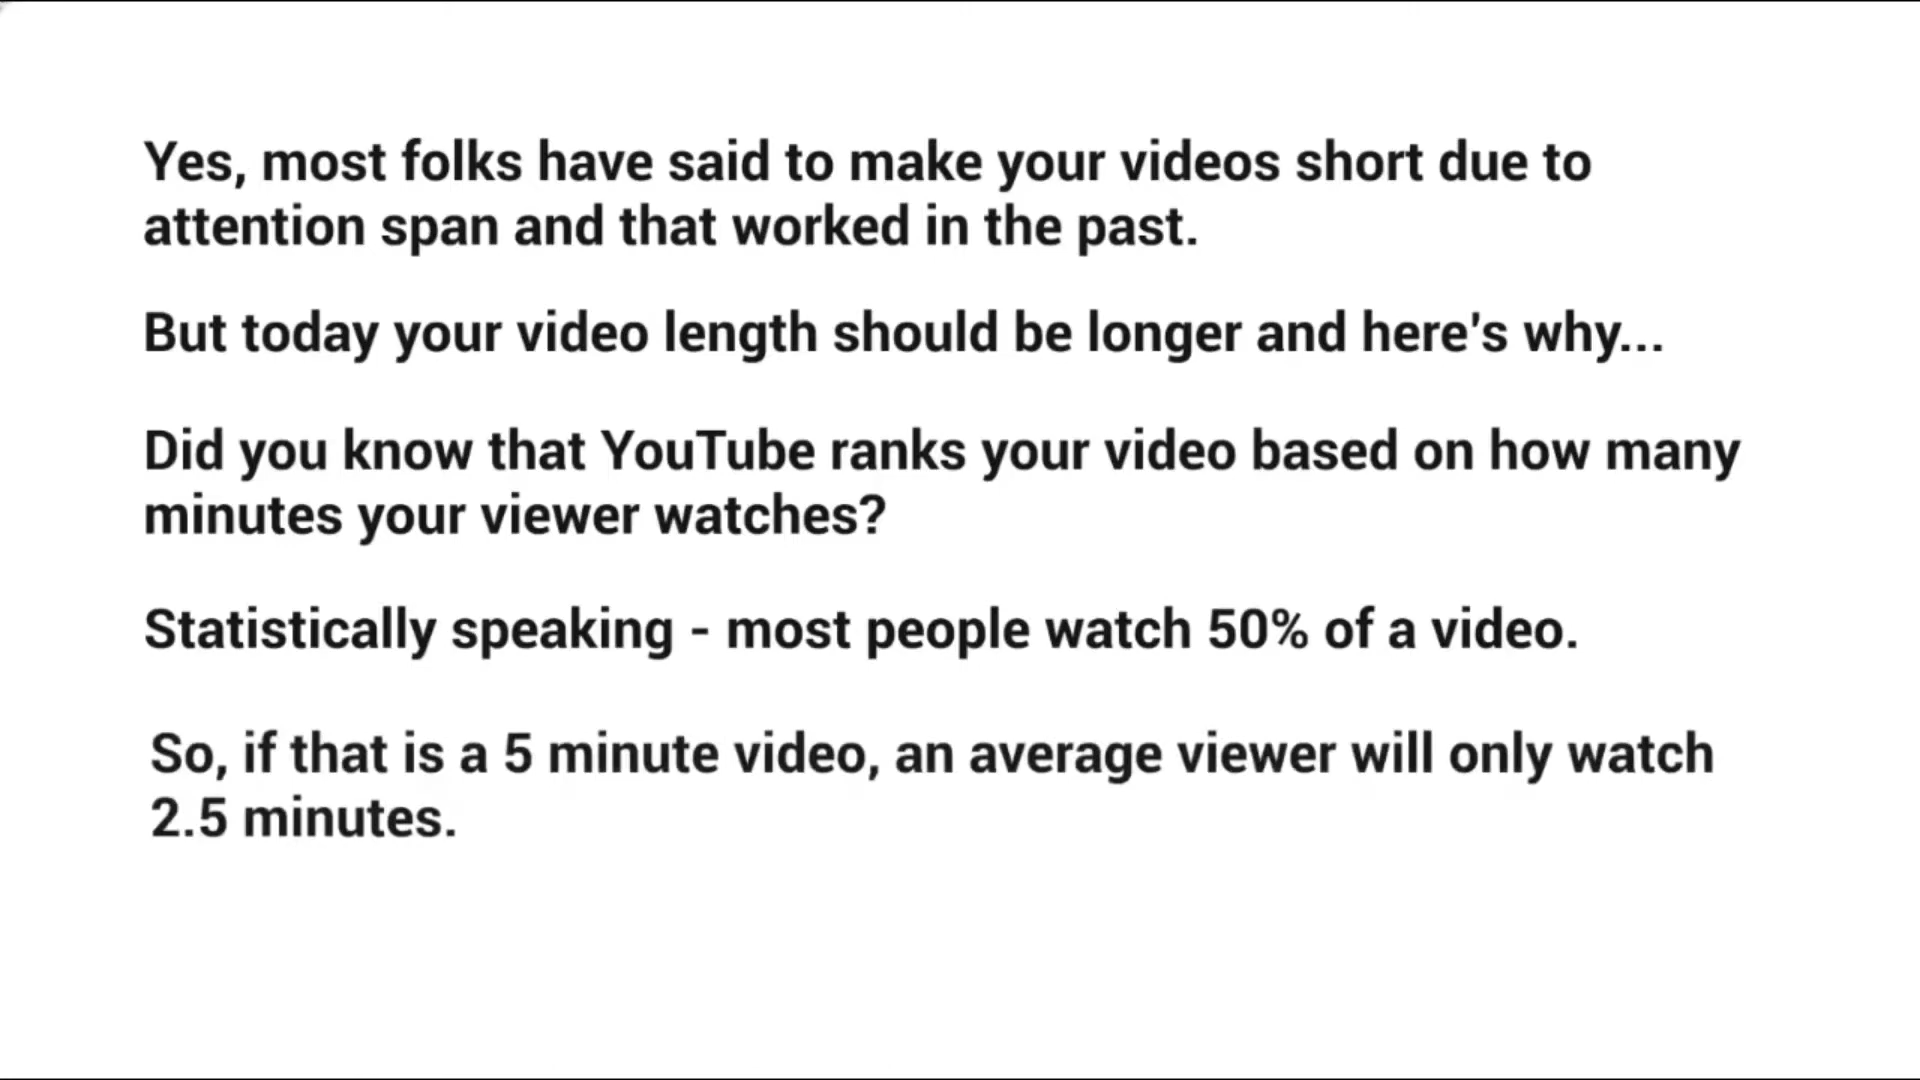 Yes, most folks have said to make your videos short due to
attention span and that worked in the past.
But today your video length should be longer and here's why...
Did you know that YouTube ranks your video based on how many
minutes your viewer watches?
Statistically speaking - most people watch 50% of a video.
So, if that is a 5 minute video, an average viewer will only watch
2.5 minutes.